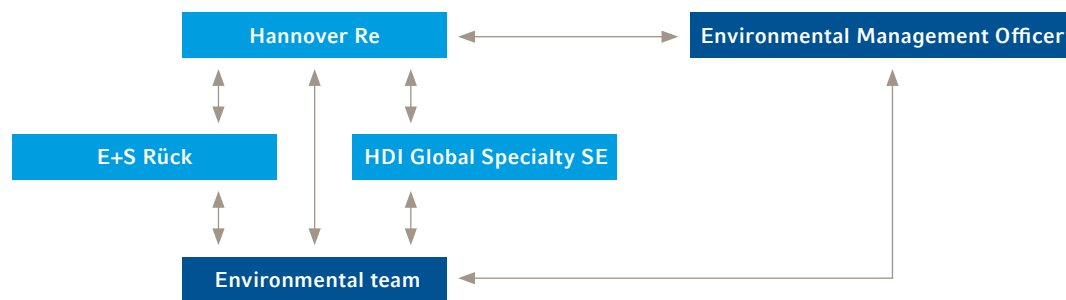 Hannover Re
Environmental Management Officer
E+S Rück
HDI Global Specialty SE
Environmental team